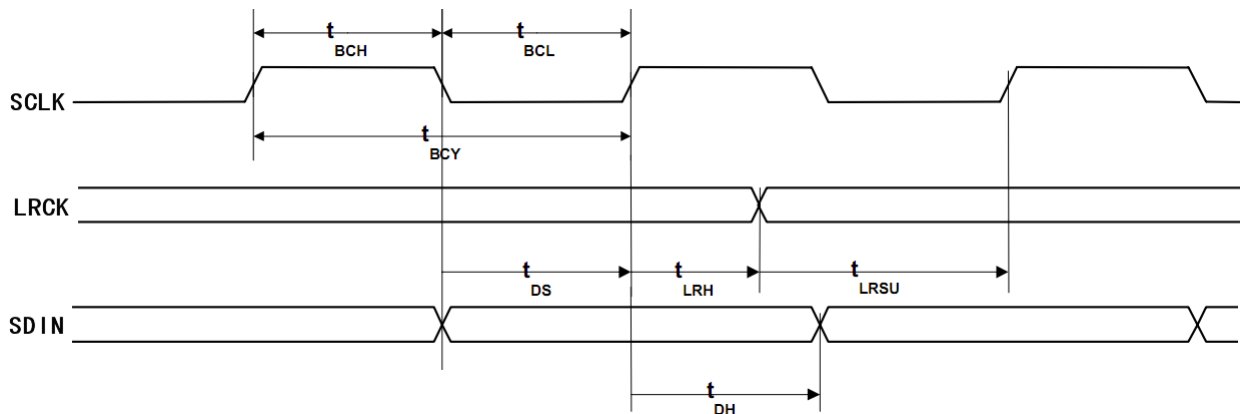 t BCH t BCL
SCLK
t BCY
LRCK
t DS t LRH t LRSU
SDIN
t DH